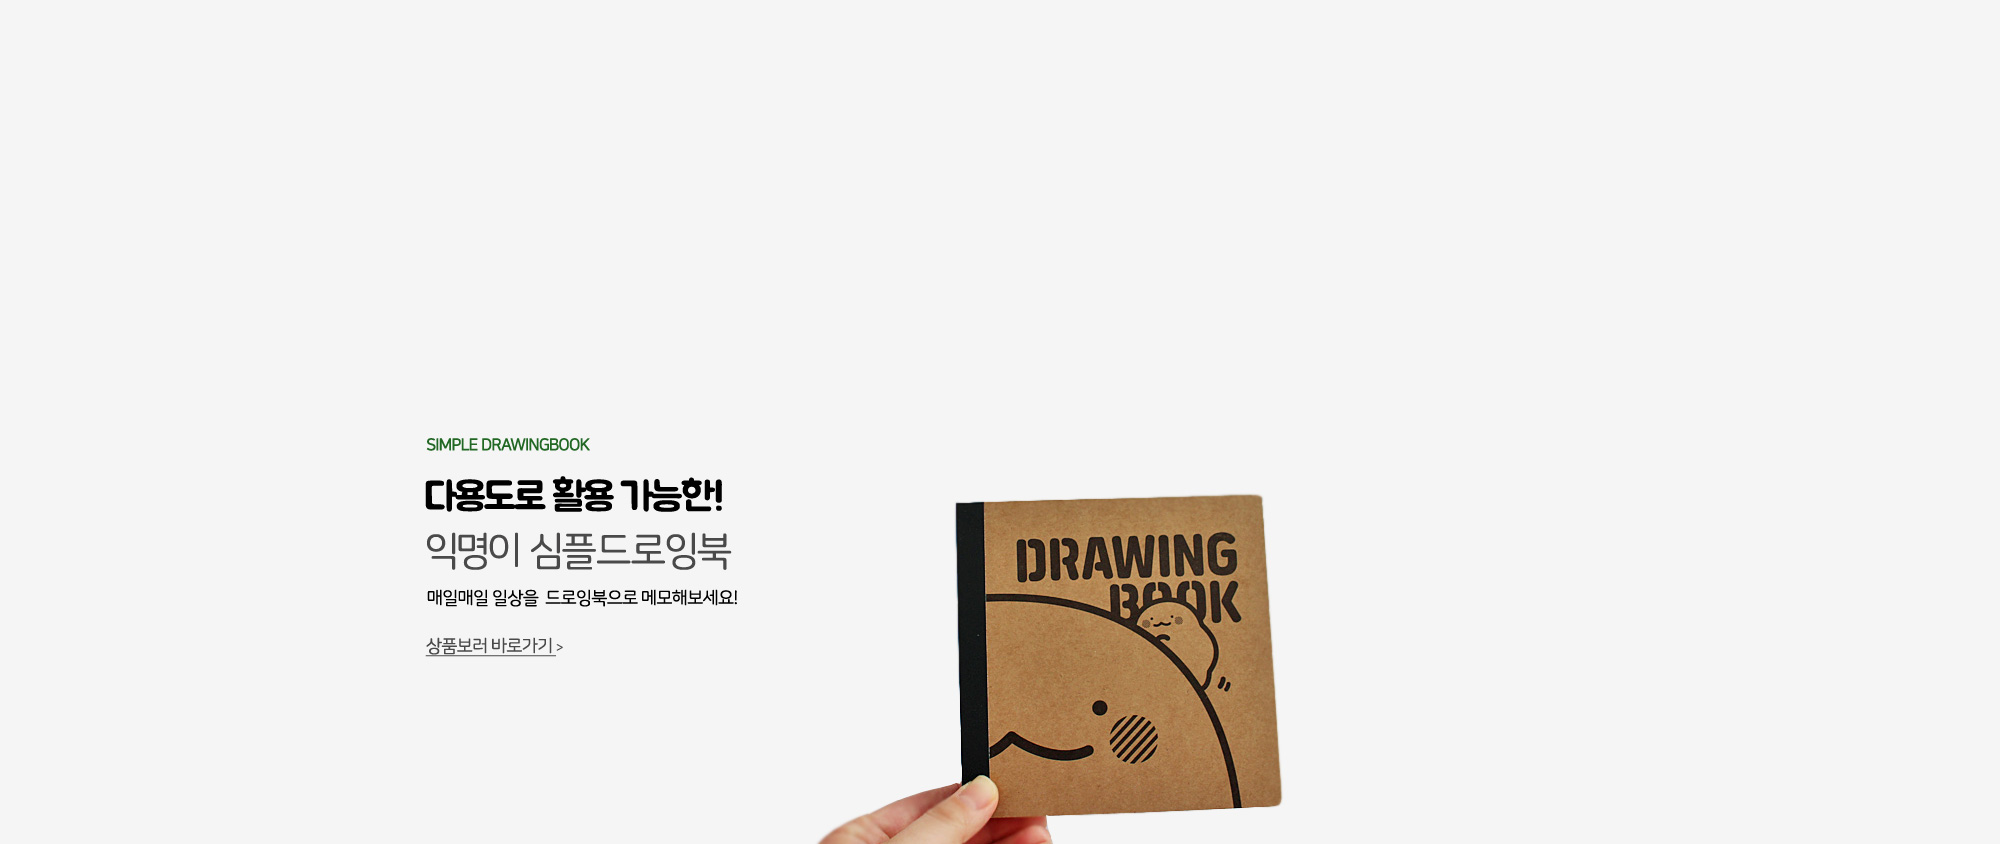 SIMPLE DRAWINGBOOK
다용도로 활용 가능한!
익명이 심플드로잉북
매일매일 일상을 드로잉북으로 메모해보세요!
상품보러 바로가기 >
DRAWING
BOOK